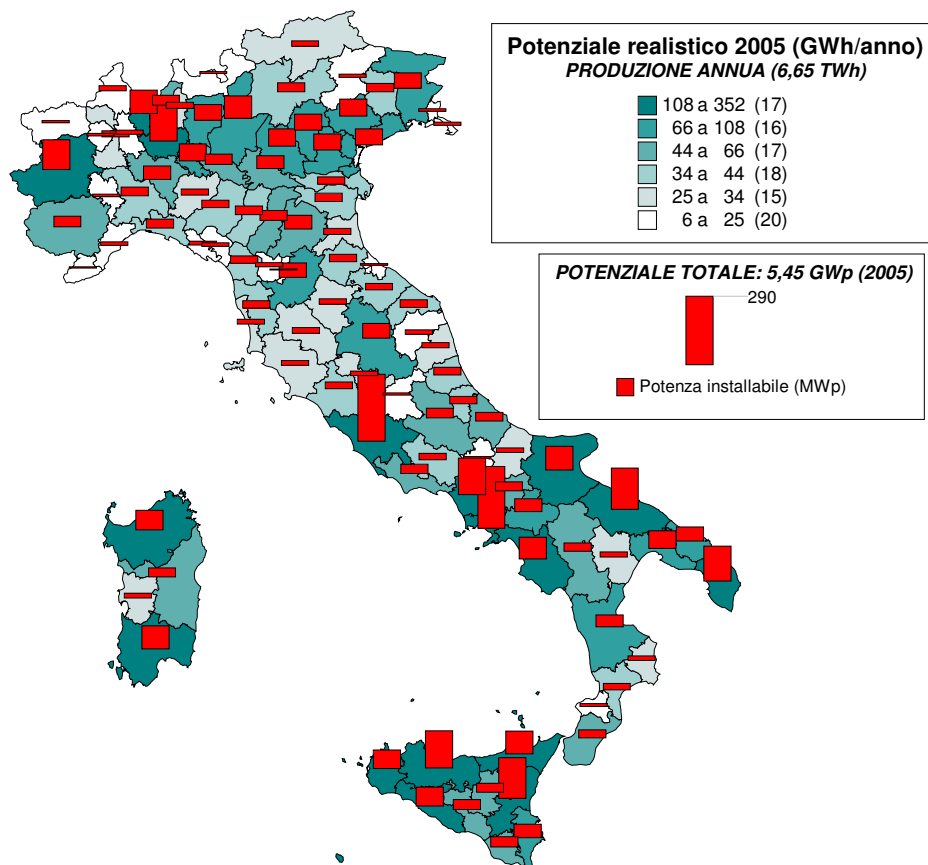 Potenziale realistico 2005 (GWh/anno)
PRODUZIONE ANNUA (6,65 TWh)
108 a 352 (17)
66 a 108 (16)
44 a 66 (17)
34 a 44 (18)
25 a 34 (15)
6 a 25 (20)
POTENZIALE TOTALE: 5,45 GWp (2005)
290
Potenza installabile (MWp)